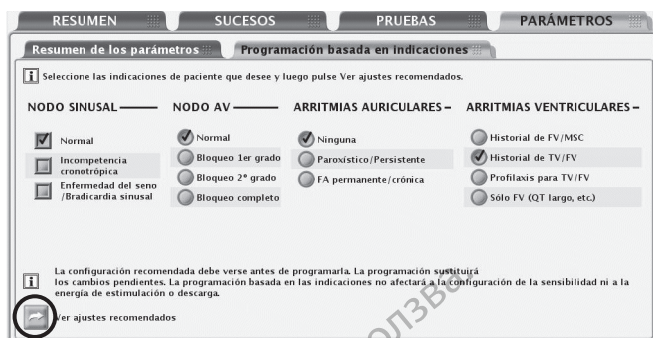 RESUMEN SUCESOS PRUEBAS PARÁMETROS
Resumen de los parámetros Programación basada en indicaciones
i Seleccione las indicaciones de paciente que desee y luego pulse Ver ajustes recomendados.
NODO SINUSAL NODO AV ARRITMIAS AURICULARES ARRITMIAS VENTRICULARES
Normal Normal Ninguna Historial de FV/MSC
Incompetencia
cronotrópica Bloqueo 1er grado Paroxístico/Persistente Historial de TV/FV
Enfermedad del seno
/Bradicardia sinusal Bloqueo 2º grado FA permanente/crónica Profilaxis para TV/FV
Bloqueo completo Sólo FV (QT largo, etc.)
La configuración recomendada debe verse antes de programarla. La programación sustituirá
i los cambios pendientes. La programación basada en las indicaciones no afectará a la configuración de la sensibilidad ni a la
energía de estimulación o descarga.
Ver ajustes recomendados